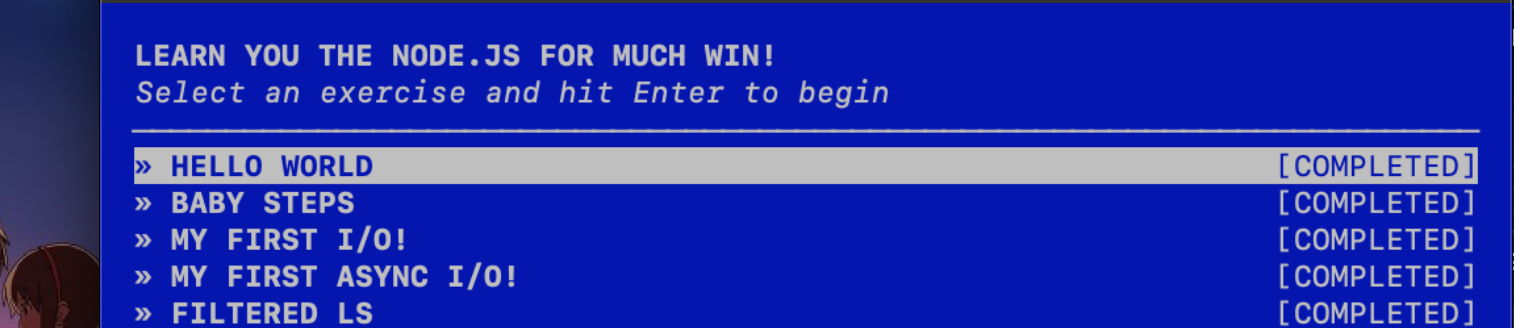 LEARN YOU THE NODE.JS FOR MUCH WIN!
Select an exercise and hit Enter to begin
» HELLO WORLD [COMPLETED]
» BABY STEPS [COMPLETED]
» MY FIRST I/O! [COMPLETED]
» MY FIRST ASYNC I/O! [COMPLETED]
» FILTERED LS [COMPLETED]